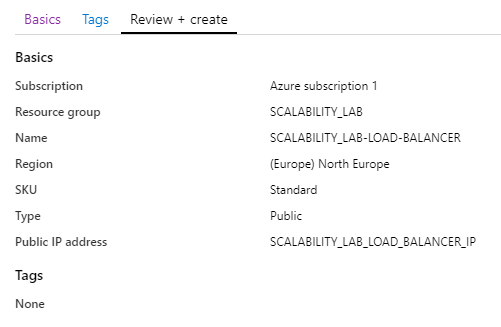 Basics Tags Review + create
Basics
Subscription Azure subscription 1
Resource group SCALABILITY_LAB
Name SCALABILITY_LAB-LOAD-BALANCER
Region (Europe) North Europe
SKU Standard
Type Public
Public IP address SCALABILITY_LAB_LOAD_BALANCER_IP
Tags
None